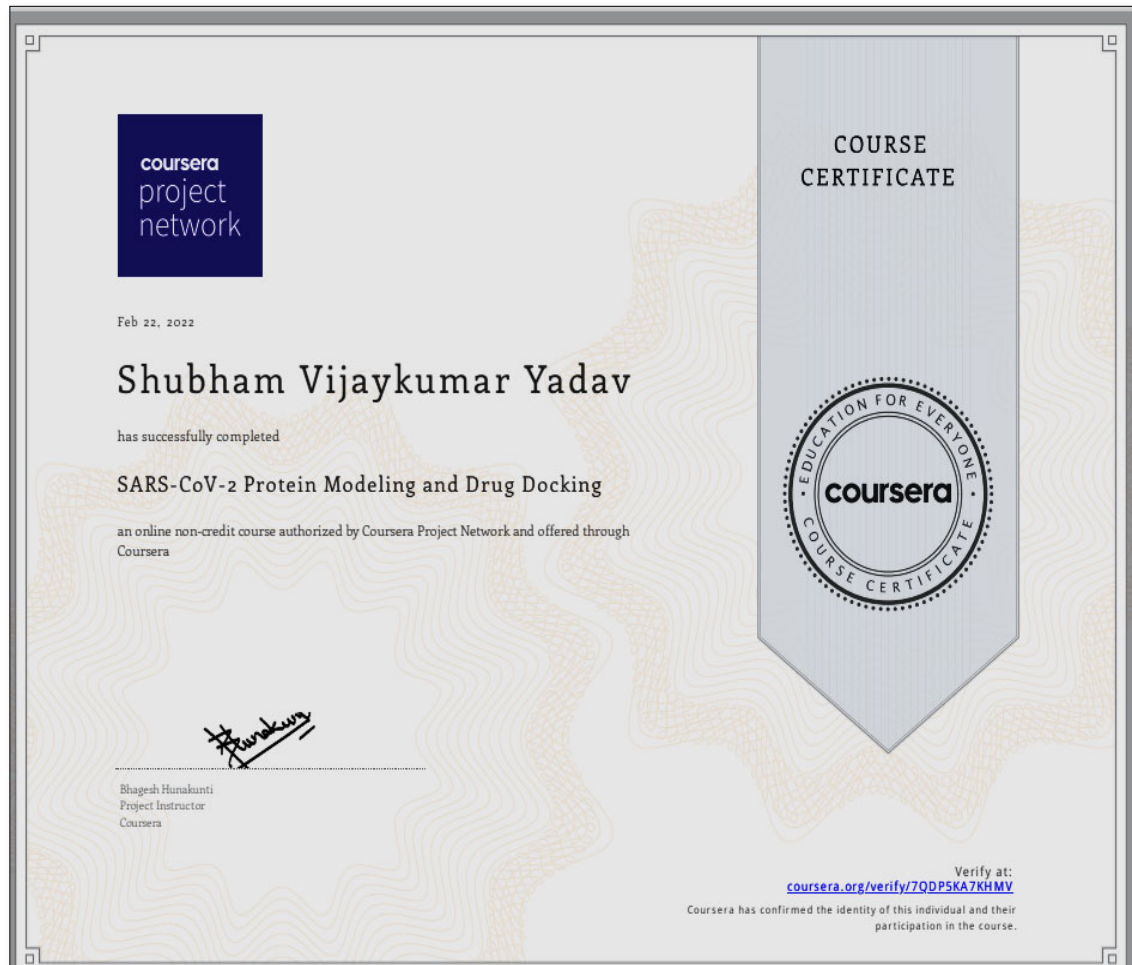 coursera
project
network
COURSE
CERTIFICATE
Feb 22, 2022
Shubham Vijaykumar Yadav
has successfully completed
SARS-CoV-2 Protein Modeling and Drug Docking
an online non-credit course authorized by Coursera Project Network and offered through
Coursera
EDUCATION FOR EVERYONE
coursera
COURSE CERTIFICATE
Bhagesh Hunakunti
Project Instructor
Coursera
Verify at:
coursera.org/verify/7QDP5KA7KHMV
Coursera has confirmed the identity of this individual and their
participation in the course.